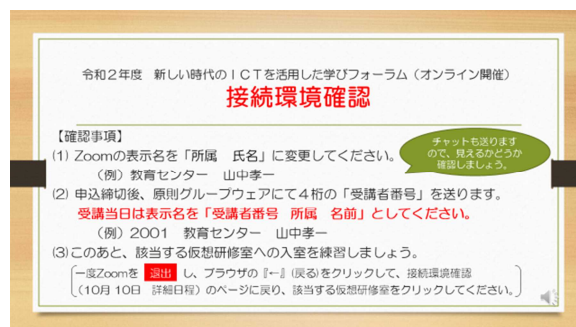 令和２年度　新しい時代のＩＣＴを活用した学びフォーラム（オンライン開催）
接続環境確認
【確認事項】
(1) Zoomの表示名を「所属　氏名」に変更してください。
（例）教育センター　山中孝一
チャットも送ります
ので、見えるかどうか
確認しましょう。
(2) 申込締切後、原則グループウェアにて４桁の「受講者番号」を送ります。
受講当日は表示名を「受講者番号　所属　名前」としてください。
（例）2001　教育センター　山中孝一
(3)このあと、該当する仮想研修室への入室を練習しましょう。
一度Zoomを 退出 し、ブラウザの『←』(戻る)をクリックして、接続環境確認
（10月 10日　詳細日程）のページに戻り、該当する仮想研修室をクリックしてください。